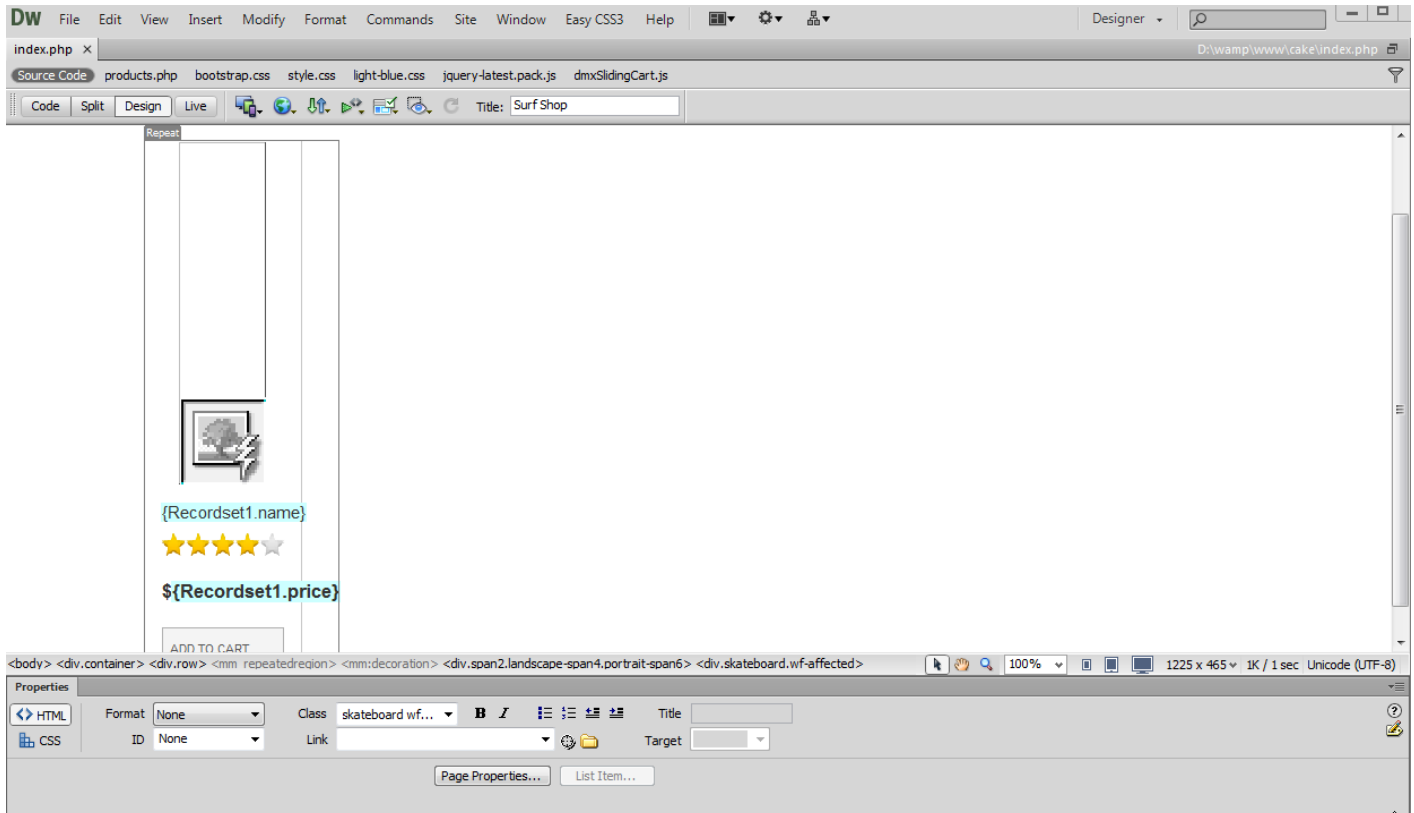 DW File Edit View Insert Modify Format Commands Site Window Easy CSS3 Help Designer
index.php × D:\wamp\www\cake\index.php
Source Code products.php bootstrap.css style.css light-blue.css jquery-latest.pack.js dmxSlidingCart.js
Code Split Design Live Title: Surf Shop
Repeat
{Recordset1.name}
${Recordset1.price}
ADD TO CART
<body> <div.container> <div.row> <mm_repeatedregion> <mm:decoration> <div.span2.landscape-span4.portrait-span6> <div.skateboard.wf-affected> 100% 1225 x 465 1K / 1 sec Unicode (UTF-8)
Properties
<> HTML Format None Class skateboard wf... B I Title
CSS ID None Link Target
Page Properties... List Item...